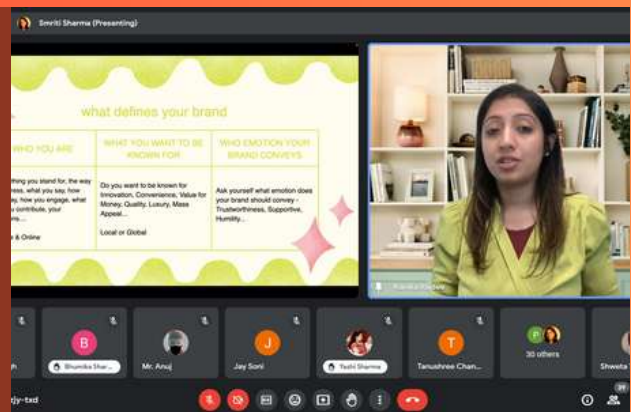 Smriti Sharma (Presenting)
what defines your brand
WHO YOU ARE
WHAT YOU WANT TO BE
KNOWN FOR
WHO EMOTION YOUR
BRAND CONVEYS
thing you stand for, the way
ress, what you say, how
ay, how you engage, what
u contribute, your
& Online
Do you want to be known for
Innovation, Convenience, Value for
Money, Quality, Luxury, Mass
Appeal...
Local or Global
Ask yourself what emotion does
your brand should convey -
Trustworthiness, Supportive,
Humility...
B
J
T
P
Bhumika Shar...
Mr. Anuj
Jay Soni
Yashi Sharma
Tanushree Chan...
30 others
Shweta
zjy-txd
39